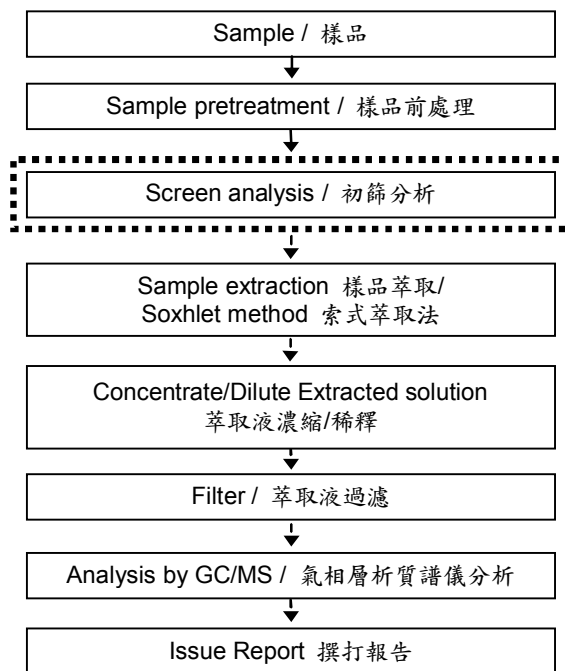 Sample / 樣品
Sample pretreatment / 樣品前處理
Screen analysis / 初篩分析
Sample extraction 樣品萃取/
Soxhlet method 索式萃取法
Concentrate/Dilute Extracted solution
萃取液濃縮/稀釋
Filter / 萃取液過濾
Analysis by GC/MS / 氣相層析質譜儀分析
Issue Report 撰打報告